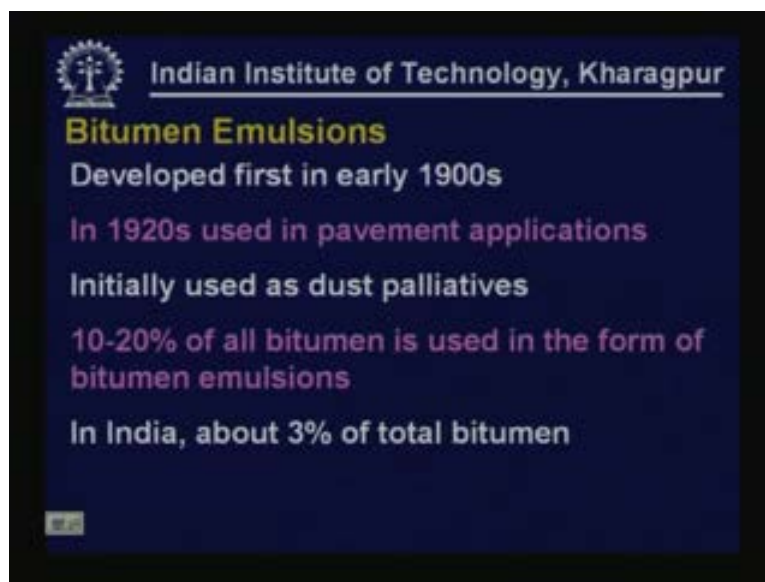 Indian Institute of Technology, Kharagpur
Bitumen Emulsions
Developed first in early 1900s
In 1920s used in pavement applications
Initially used as dust palliatives
10-20% of all bitumen is used in the form of
bitumen emulsions
In India, about 3% of total bitumen